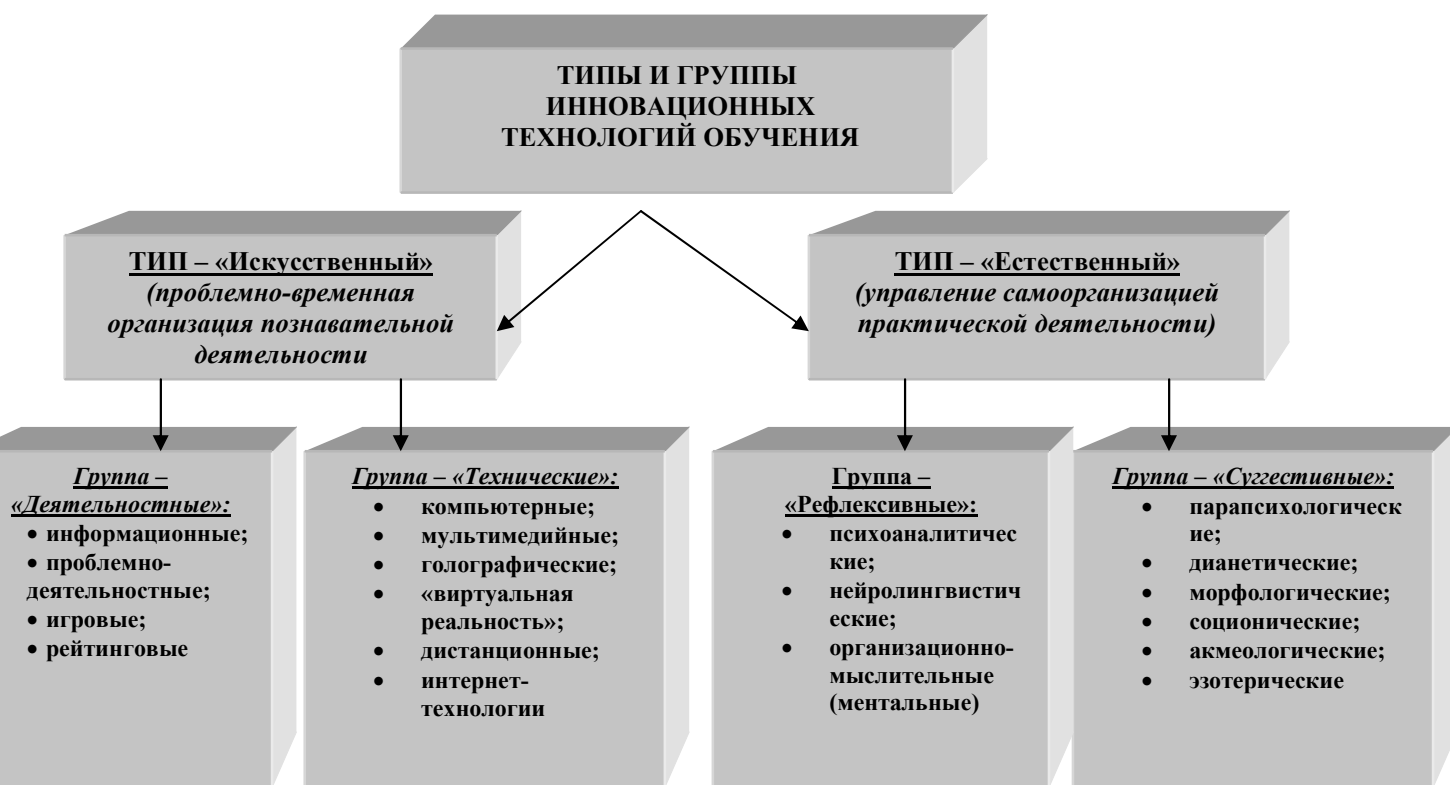 ТИПЫ И ГРУППЫ
ИННОВАЦИОННЫХ
ТЕХНОЛОГИЙ ОБУЧЕНИЯ
ТИП – «Искусственный»
(проблемно-временная
организация познавательной
деятельности
ТИП – «Естественный»
(управление самоорганизацией
практической деятельности)
Группа –
«Деятельностные»:
• информационные;
• проблемно-
деятельностные;
• игровые;
• рейтинговые
Группа – «Технические»:
• компьютерные;
• мультимедийные;
• голографические;
• «виртуальная
реальность»;
• дистанционные;
• интернет-
технологии
Группа –
«Рефлексивные»:
• психоаналитичес
кие;
• нейролингвистич
еские;
• организационно-
мыслительные
(ментальные)
Группа – «Суггестивные»:
• парапсихологическ
ие;
• дианетические;
• морфологические;
• соционические;
• акмеологические;
• эзотерические